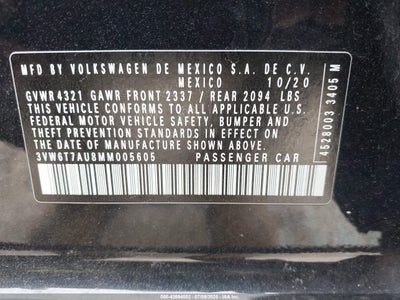 MFD BY VOLKSWAGEN DE MEXICO S.A. DE C.V.
MEXICO 10/20
GVWR 4321 GAWR FRONT 2337 / REAR 2094 LBS
THIS VEHICLE CONFORMS TO ALL APPLICABLE U.S.
FEDERAL MOTOR VEHICLE SAFETY, BUMPER AND
THEFT PREVENTION STANDARDS IN EFFECT ON THE
DATE OF MANUFACTURE SHOWN ABOVE.
3VW6T7AU8MM005605 PASSENGER CAR
4528003 3405 M